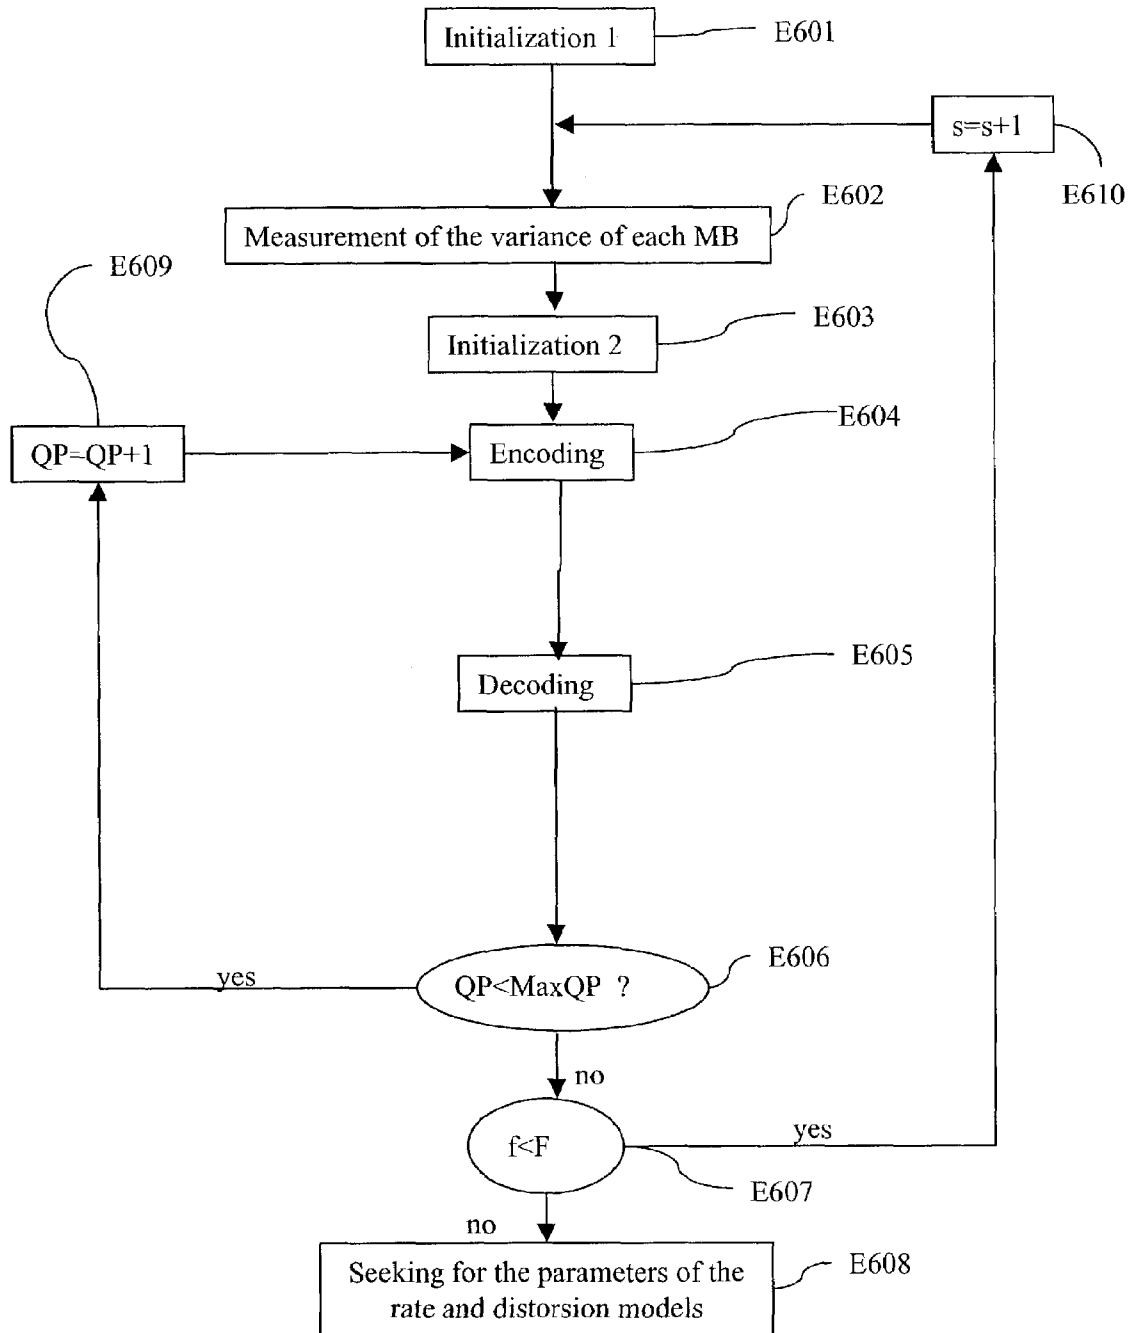 Initialization 1
E601
s=s+1
E610
E602
Measurement of the variance of each MB
E609
E603
Initialization 2
E604
QP=QP+1
Encoding
E605
Decoding
E606
yes
QP<MaxQP ?
no
f<F
yes
E607
no
E608
Seeking for the parameters of the
rate and distorsion models